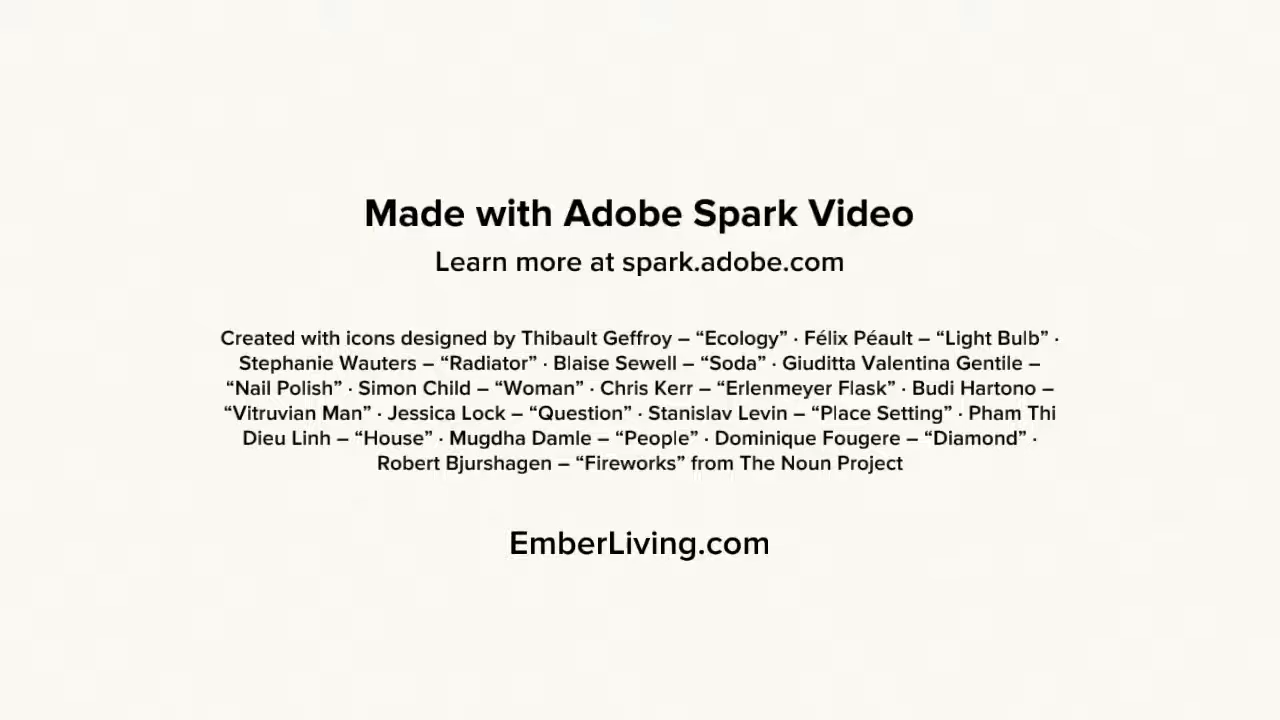 Made with Adobe Spark Video
Learn more at spark.adobe.com
Created with icons designed by Thibault Geffroy – “Ecology” · Félix Péault – “Light Bulb” ·
Stephanie Wauters – “Radiator” · Blaise Sewell – “Soda” · Giuditta Valentina Gentile –
“Nail Polish” · Simon Child – “Woman” · Chris Kerr – “Erlenmeyer Flask” · Budi Hartono –
“Vitruvian Man” · Jessica Lock – “Question” · Stanislav Levin – “Place Setting” · Pham Thi
Dieu Linh – “House” · Mugdha Damle – “People” · Dominique Fougere – “Diamond” ·
Robert Bjurshagen – “Fireworks” from The Noun Project
EmberLiving.com